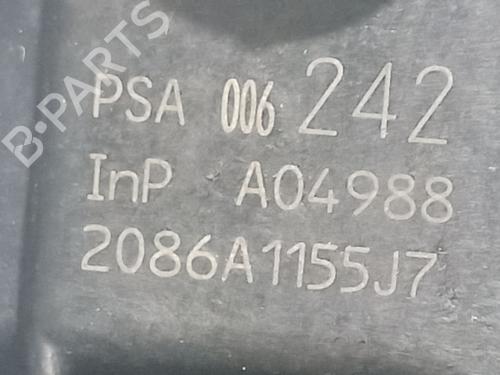 B-PARTS
PSA 006 242
InP A04988
2086A1155J7